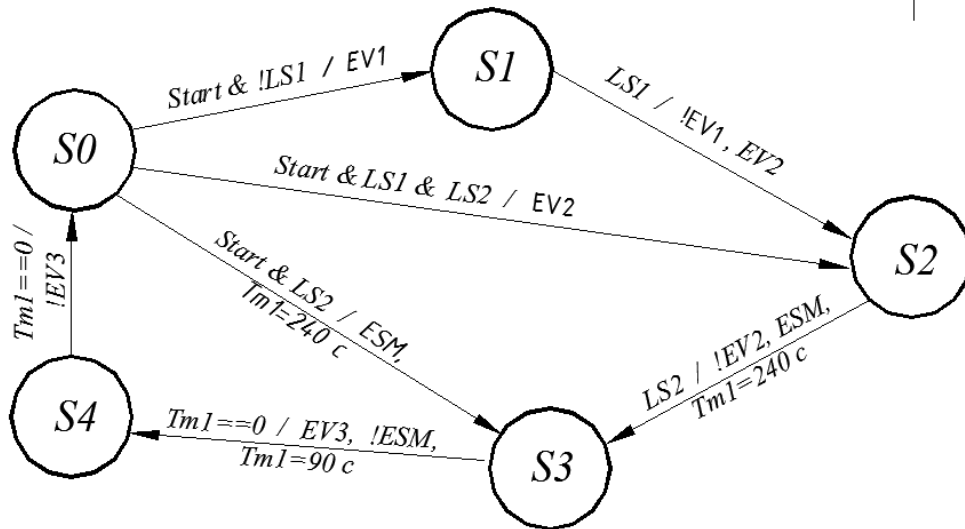 S1
Start & !LS1 / EV1
LS1 / !EV1, EV2
S0
Start & LS1 & LS2 / EV2
S2
Start & LS2 / ESM,
Tm1=240 c
Tm1==0 /
!EV3
LS2 / !EV2, ESM,
Tm1=240 c
S4
Tm1==0 / EV3, !ESM,
Tm1=90 c
S3